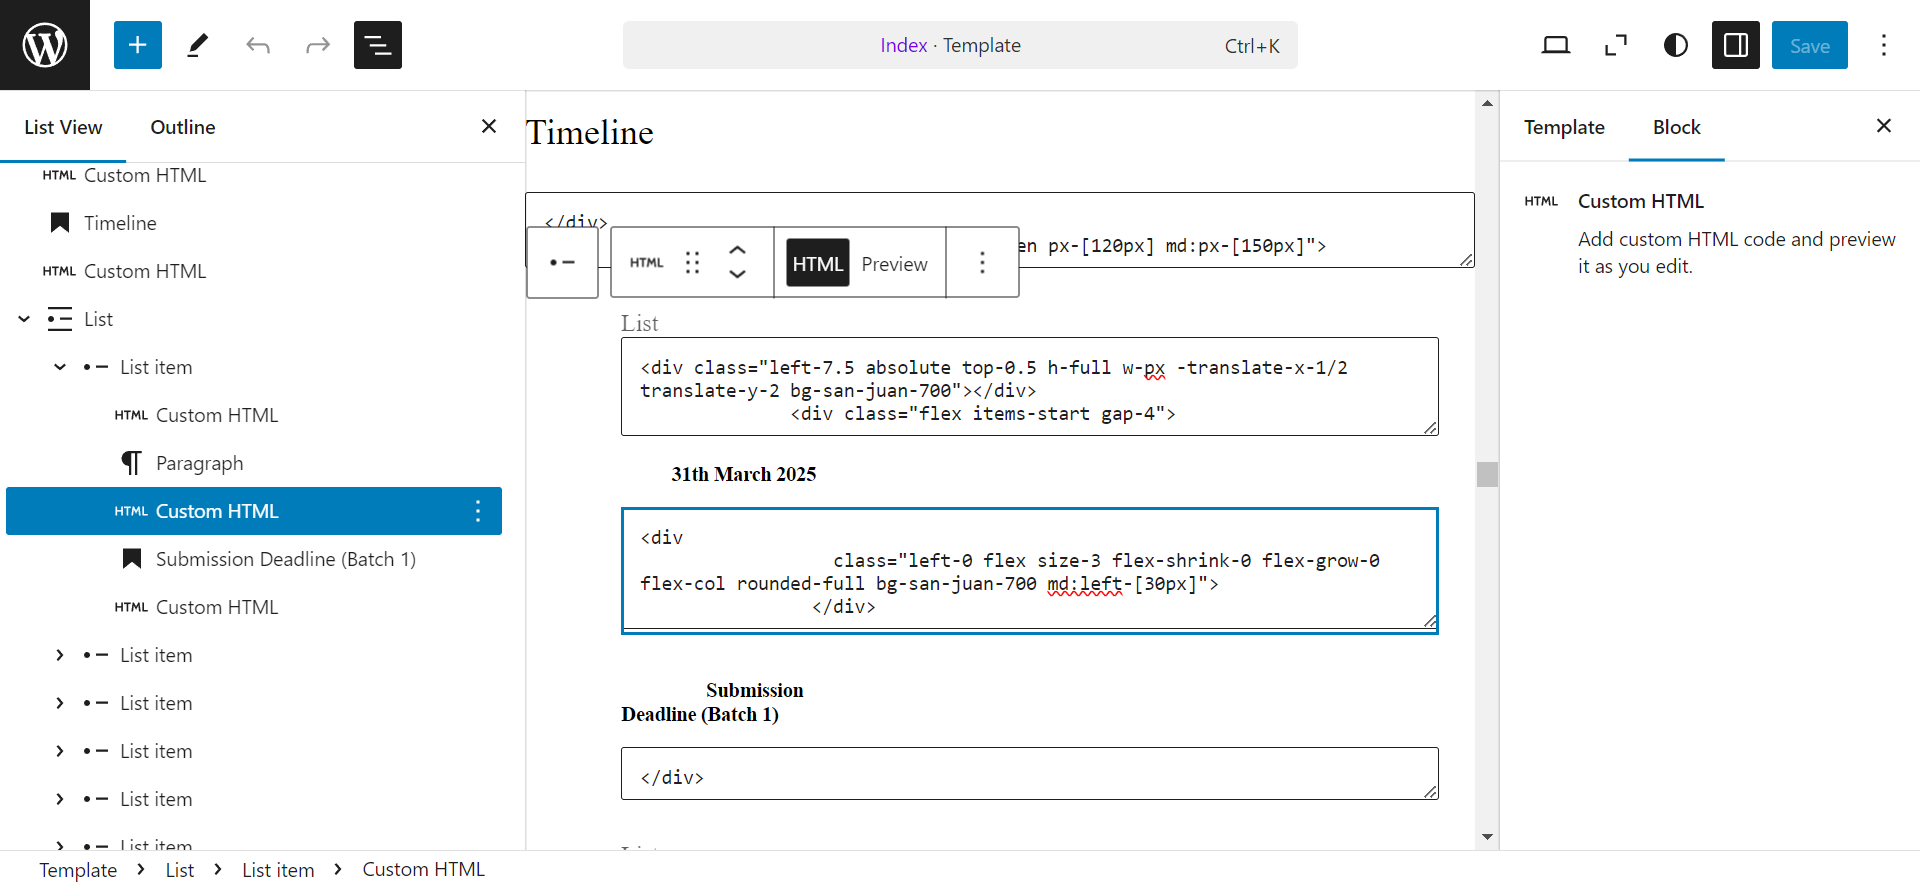 Index · Template
Ctrl+K
Save
List View
Outline
HTML Custom HTML
Timeline
HTML Custom HTML
List
List item
HTML Custom HTML
Paragraph
HTML Custom HTML
Submission Deadline (Batch 1)
HTML Custom HTML
List item
List item
List item
List item
List item
Timeline
</div>
en px-[120px] md:px-[150px]">
HTML
HTML
Preview
List
<div class="left-7.5 absolute top-0.5 h-full w-px -translate-x-1/2
translate-y-2 bg-san-juan-700"></div>
<div class="flex items-start gap-4">
31th March 2025
<div
class="left-0 flex size-3 flex-shrink-0 flex-grow-0
flex-col rounded-full bg-san-juan-700 md:left-[30px]">
</div>
Submission
Deadline (Batch 1)
</div>
Template
Block
HTML Custom HTML
Add custom HTML code and preview
it as you edit.
Template
List
List item
Custom HTML